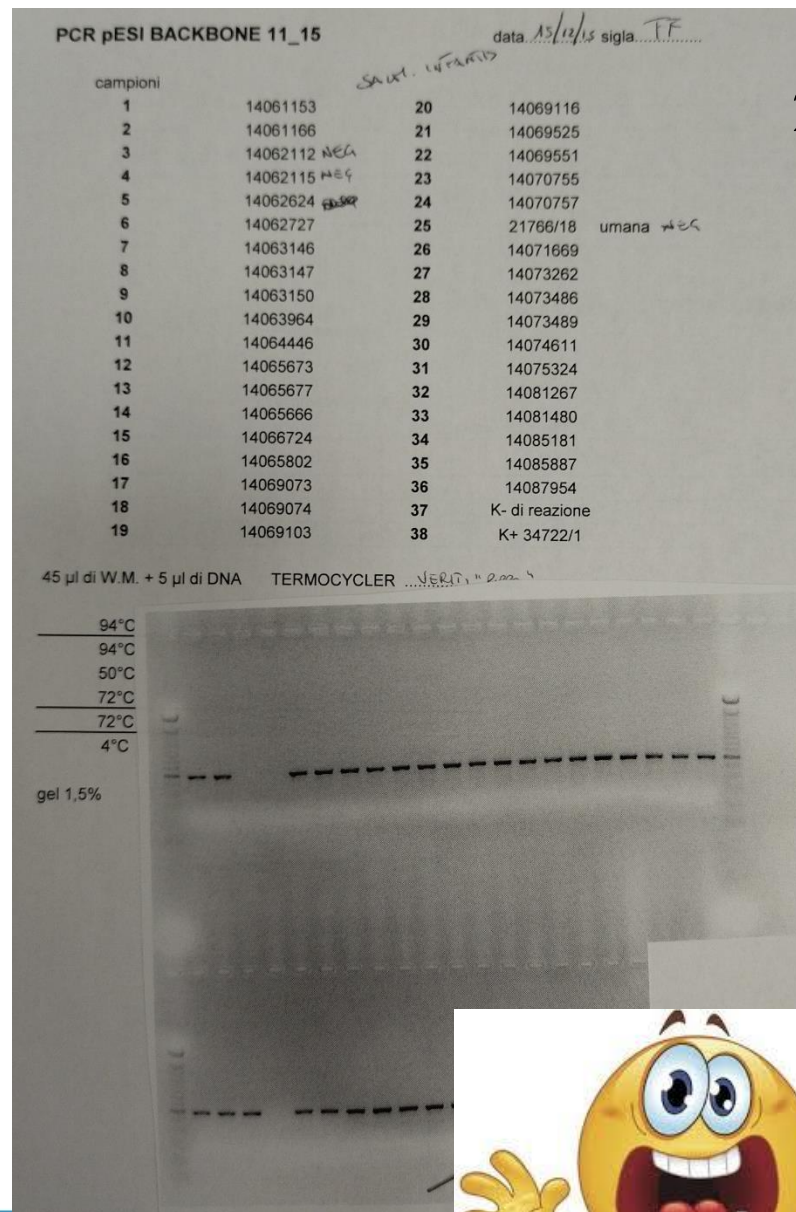 PCR pESI BACKBONE 11_15 data 15/12/15 sigla TF
SALM. INFANTIS
campioni
1 14061153 20 14069116
2 14061166 21 14069525
3 14062112 NEG 22 14069551
4 14062115 NEG 23 14070755
5 14062624 24 14070757
6 14062727 25 21766/18 umana NEG
7 14063146 26 14071669
8 14063147 27 14073262
9 14063150 28 14073486
10 14063964 29 14073489
11 14064446 30 14074611
12 14065673 31 14075324
13 14065677 32 14081267
14 14065666 33 14081480
15 14066724 34 14085181
16 14065802 35 14085887
17 14069073 36 14087954
18 14069074 37 K- di reazione
19 14069103 38 K+ 34722/1
45 µl di W.M. + 5 µl di DNA TERMOCYCLER VERITI
94°C
94°C
50°C
72°C
72°C
4°C
gel 1,5%